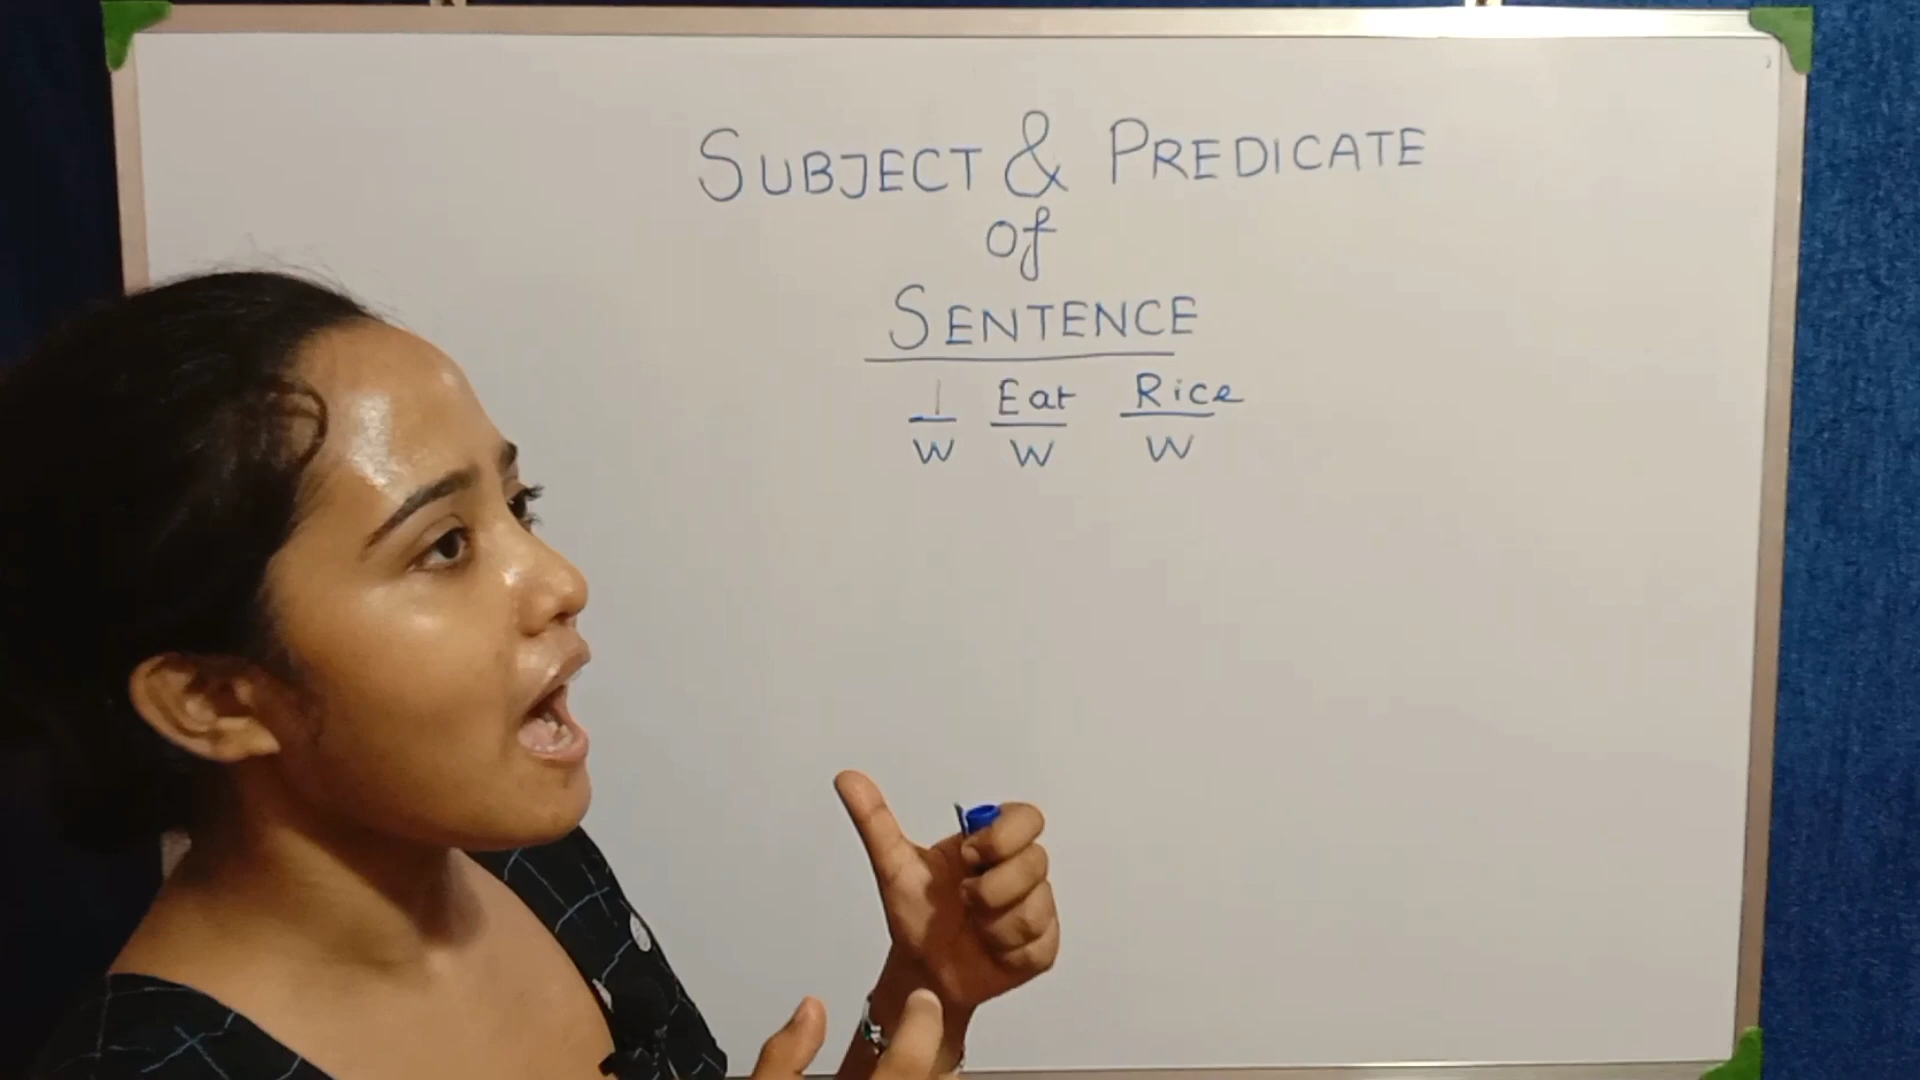 SUBJECT & PREDICATE
of
SENTENCE
I Eat Rice
W W W